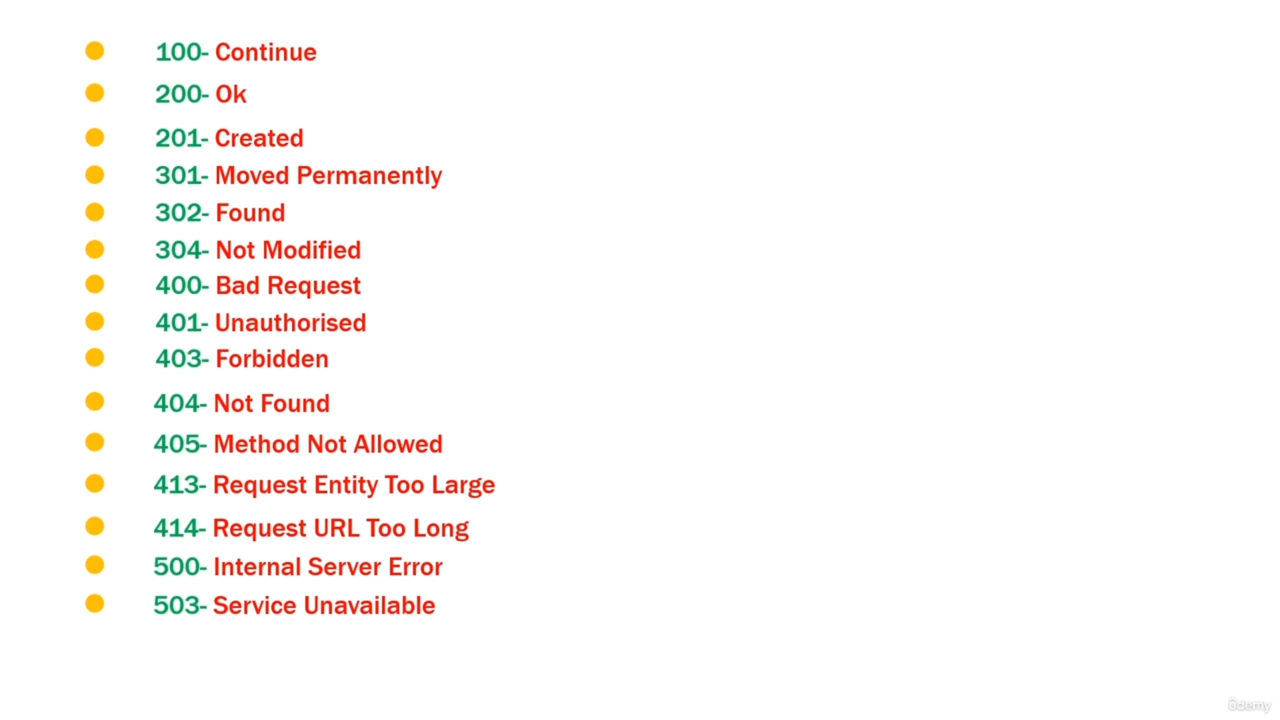 100- Continue
200- Ok
201- Created
301- Moved Permanently
302- Found
304- Not Modified
400- Bad Request
401- Unauthorised
403- Forbidden
404- Not Found
405- Method Not Allowed
413- Request Entity Too Large
414- Request URL Too Long
500- Internal Server Error
503- Service Unavailable
ûdemy